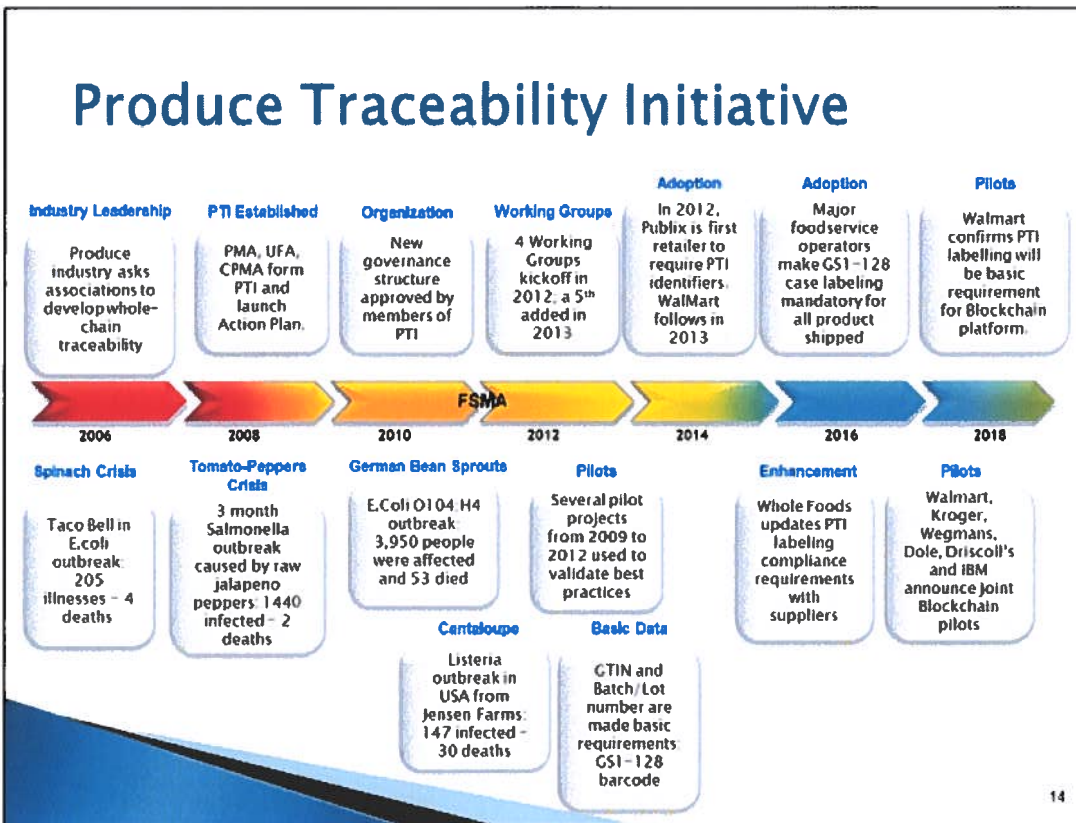 Produce Traceability Initiative
Industry Leadership
Produce
industry asks
associations to
develop whole-
chain
traceability
PTI Established
PMA, UFA,
CPMA form
PTI and
launch
Action Plan.
Organization
New
governance
structure
approved by
members of
PTI
Working Groups
4 Working
Groups
kickoff in
2012; a 5th
added in
2013
Adoption
In 2012,
Publix is first
retailer to
require PTI
identifiers.
WalMart
follows in
2013
Adoption
Major
foodservice
operators
make GS1-128
case labeling
mandatory for
all product
shipped
Pilots
Walmart
confirms PTI
labelling will
be basic
requirement
for Blockchain
platform.
FSMA
2006
2008
2010
2012
2014
2016
2018
Spinach Crisis
Taco Bell in
E.coli
outbreak:
205
illnesses – 4
deaths
Tomato-Peppers
Crisis
3 month
Salmonella
outbreak
caused by raw
jalapeno
peppers: 1440
infected – 2
deaths
German Bean Sprouts
E.Coli O104:H4
outbreak:
3,950 people
were affected
and 53 died
Pilots
Several pilot
projects
from 2009 to
2012 used to
validate best
practices
Enhancement
Whole Foods
updates PTI
labeling
compliance
requirements
with
suppliers
Pilots
Walmart,
Kroger,
Wegmans,
Dole, Driscoll's
and IBM
announce joint
Blockchain
pilots
Cantaloupe
Listeria
outbreak in
USA from
Jensen Farms:
147 infected –
30 deaths
Basic Data
GTIN and
Batch/Lot
number are
made basic
requirements:
GS1-128
barcode
14